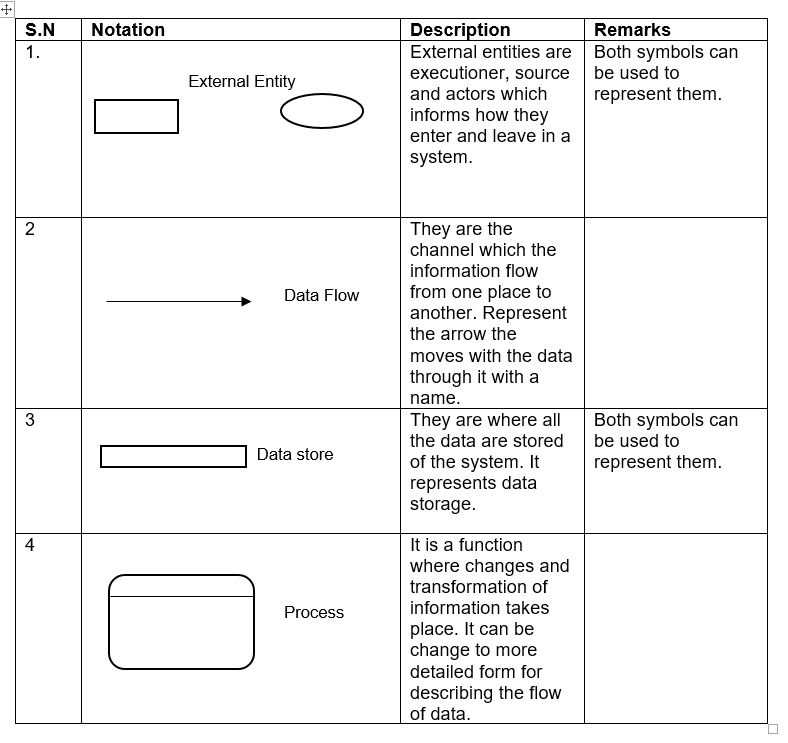 S.N Notation Description Remarks
1.
External Entity
External entities are
executioner, source
and actors which
informs how they
enter and leave in a
system.
Both symbols can
be used to
represent them.
2
Data Flow
They are the
channel which the
information flow
from one place to
another. Represent
the arrow the
moves with the data
through it with a
name.
3
Data store
They are where all
the data are stored
of the system. It
represents data
storage.
Both symbols can
be used to
represent them.
4
Process
It is a function
where changes and
transformation of
information takes
place. It can be
change to more
detailed form for
describing the flow
of data.